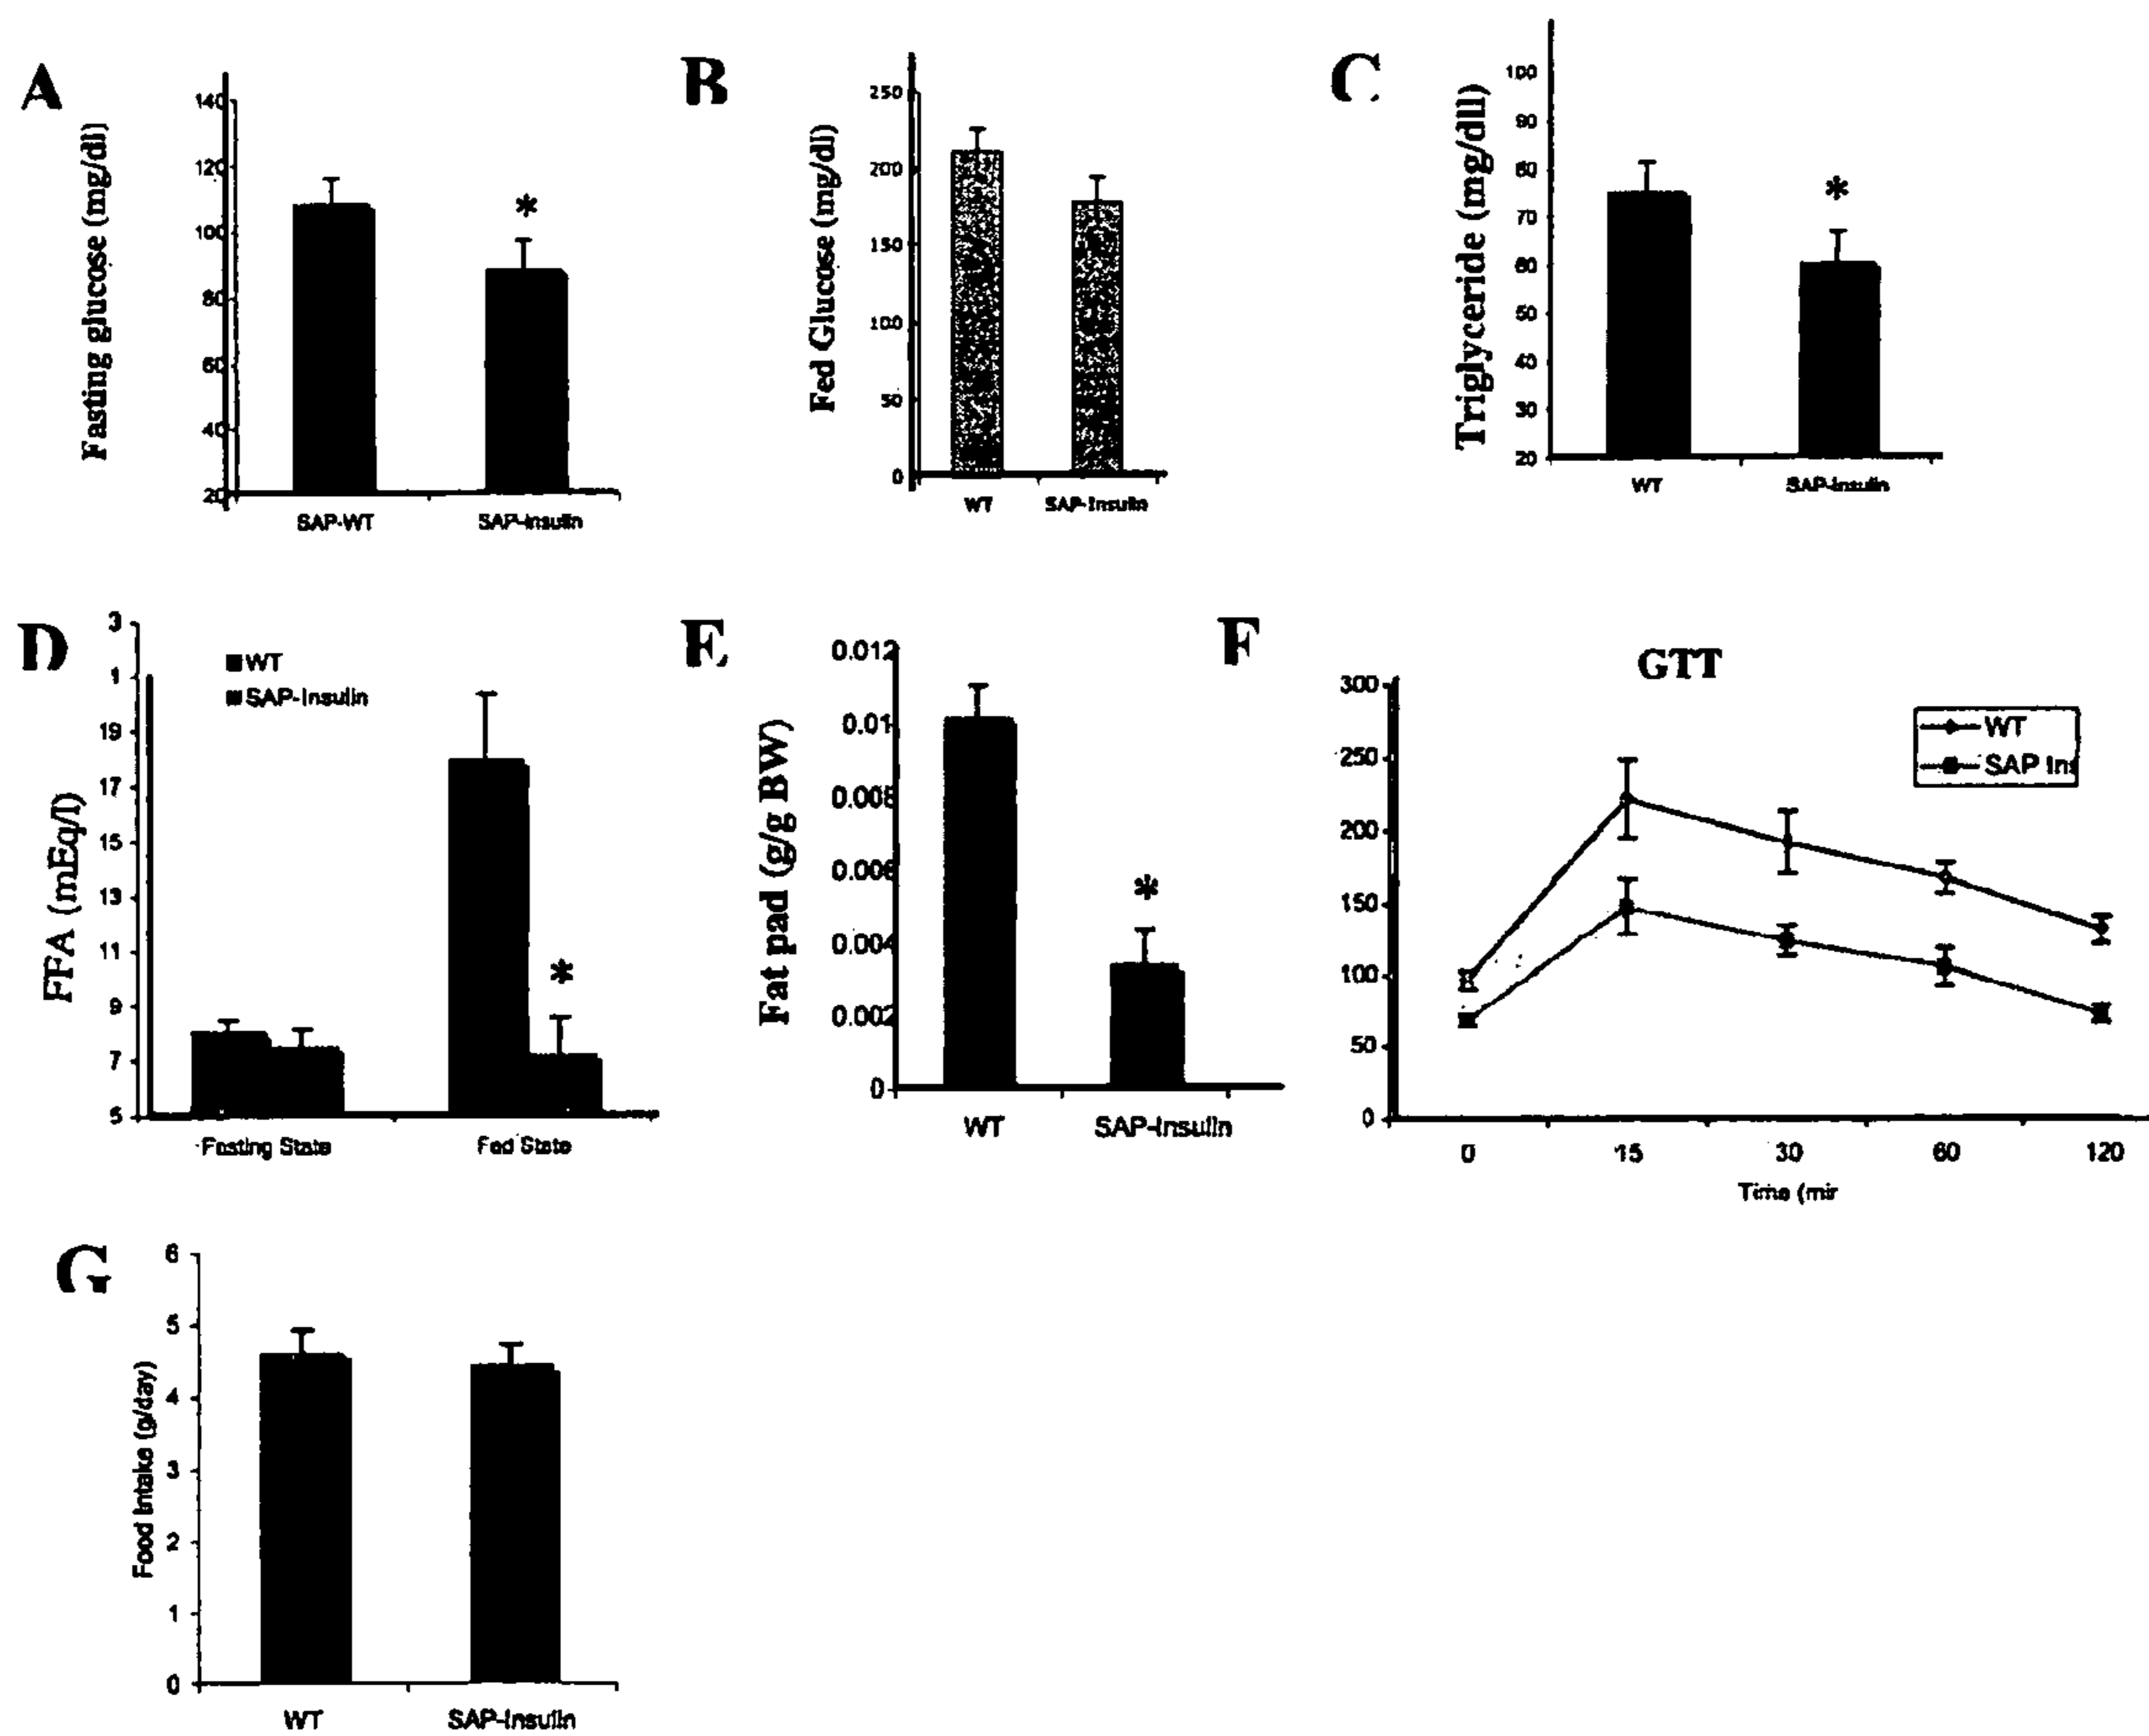 A
Fasting glucose (mg/dl)
140
120
100
80
60
40
20
SAP-WT
SAP-Insulin
*
B
Fed Glucose (mg/dl)
250
200
150
100
50
0
WT
SAP-Insulin
C
Triglyceride (mg/dll)
100
90
80
70
60
50
40
30
20
WT
SAP-Insulin
*
D
FFA (mEq/l)
3
1
19
17
15
13
11
9
7
5
WT
SAP-Insulin
*
Fasting State
Fed State
E
Fat pad (g/g BW)
0.012
0.01
0.008
0.006
0.004
0.002
0
*
WT
SAP-Insulin
F
GTT
300
250
200
150
100
50
0
WT
SAP Ins
0
15
30
60
120
Time (mir
G
Food Intake (g/day)
6
5
4
3
2
1
0
WT
SAP-Insulin